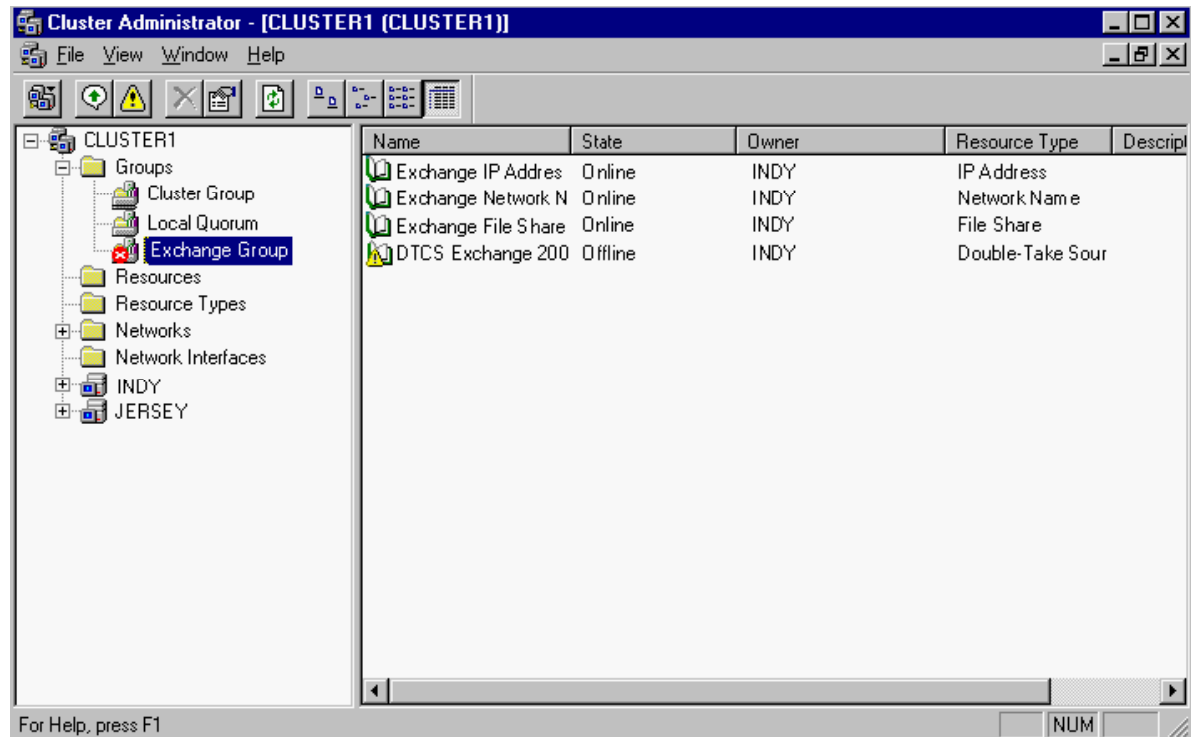 Cluster Administrator - [CLUSTER1 (CLUSTER1)]
File View Window Help
CLUSTER1
Groups
Cluster Group
Local Quorum
Exchange Group
Resources
Resource Types
Networks
Network Interfaces
INDY
JERSEY
Name State Owner Resource Type Descript
Exchange IP Addres Online INDY IP Address
Exchange Network N Online INDY Network Name
Exchange File Share Online INDY File Share
DTCS Exchange 200 Offline INDY Double-Take Sour
For Help, press F1
NUM